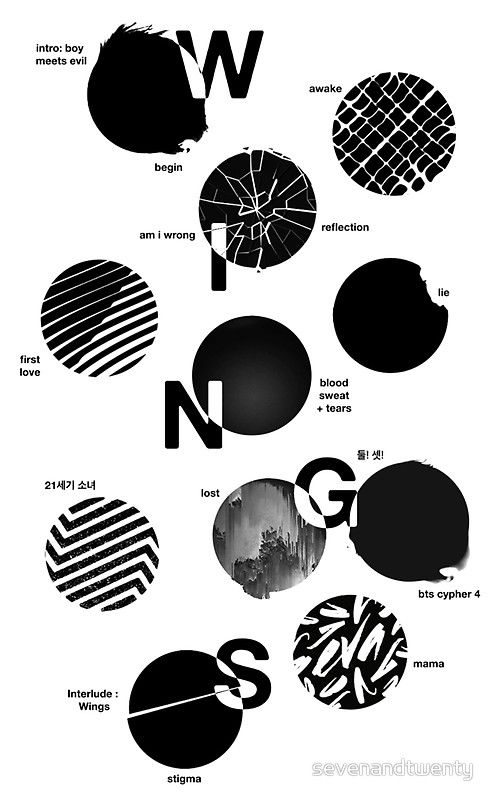 intro: boy
meets evil
W
awake
begin
am i wrong
reflection
I
lie
first
love
blood
sweat
+ tears
N
둘! 셋!
G
21세기 소녀
lost
bts cypher 4
mama
S
Interlude :
Wings
stigma
sevenandtwenty